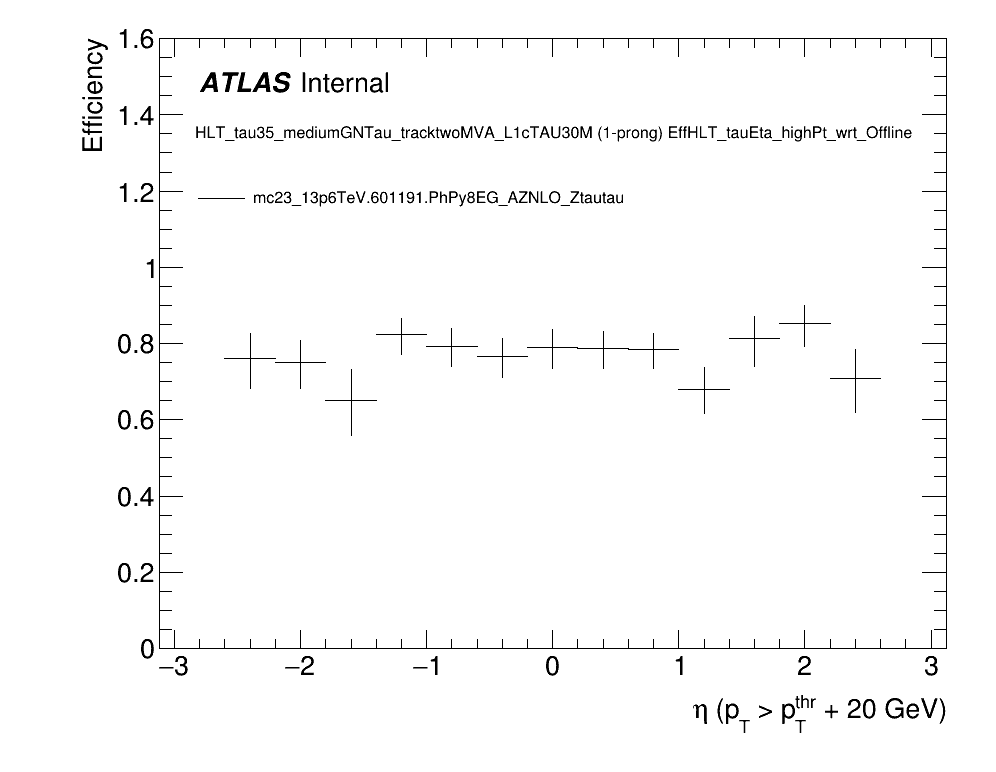 Efficiency
1.6
1.4
1.2
1
0.8
0.6
0.4
0.2
0
ATLAS Internal
HLT_tau35_mediumGNTau_tracktwoMVA_L1cTAU30M (1-prong) EffHLT_tauEta_highPt_wrt_Offline
mc23_13p6TeV.601191.PhPy8EG_AZNLO_Ztautau
−3 −2 −1 0 1 2 3
η (p_T > p_T^thr + 20 GeV)